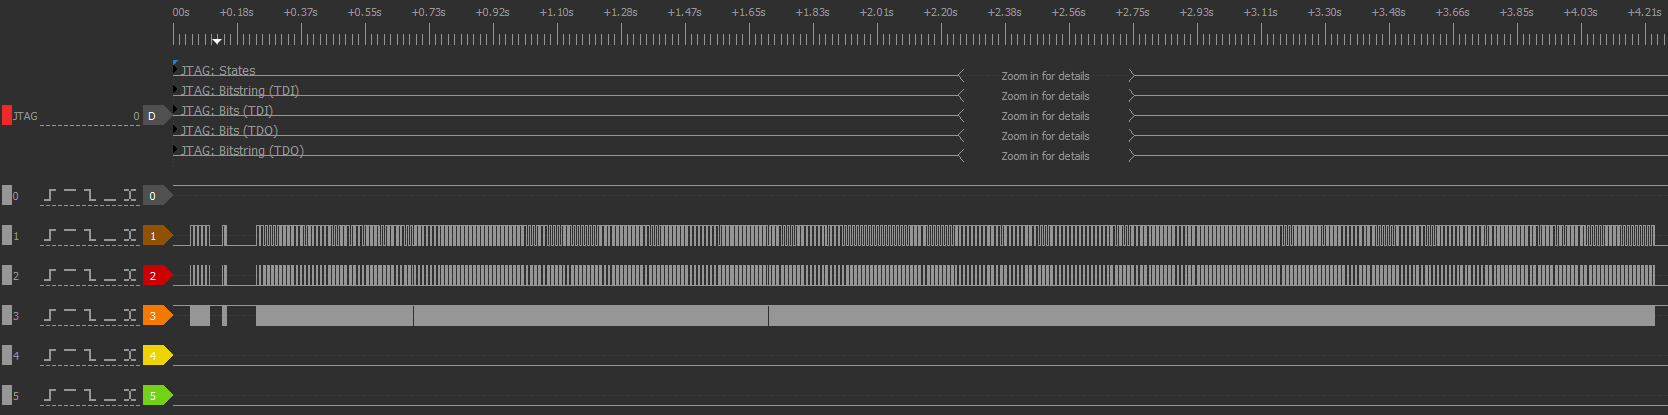 00s +0.18s +0.37s +0.55s +0.73s +0.92s +1.10s +1.28s +1.47s +1.65s +1.83s +2.01s +2.20s +2.38s +2.56s +2.75s +2.93s +3.11s +3.30s +3.48s +3.66s +3.85s +4.03s +4.21s
JTAG: States Zoom in for details
JTAG: Bitstring (TDI) Zoom in for details
JTAG 0 D JTAG: Bits (TDI) Zoom in for details
JTAG: Bits (TDO) Zoom in for details
JTAG: Bitstring (TDO) Zoom in for details
0 0
1 1
2 2
3 3
4 4
5 5